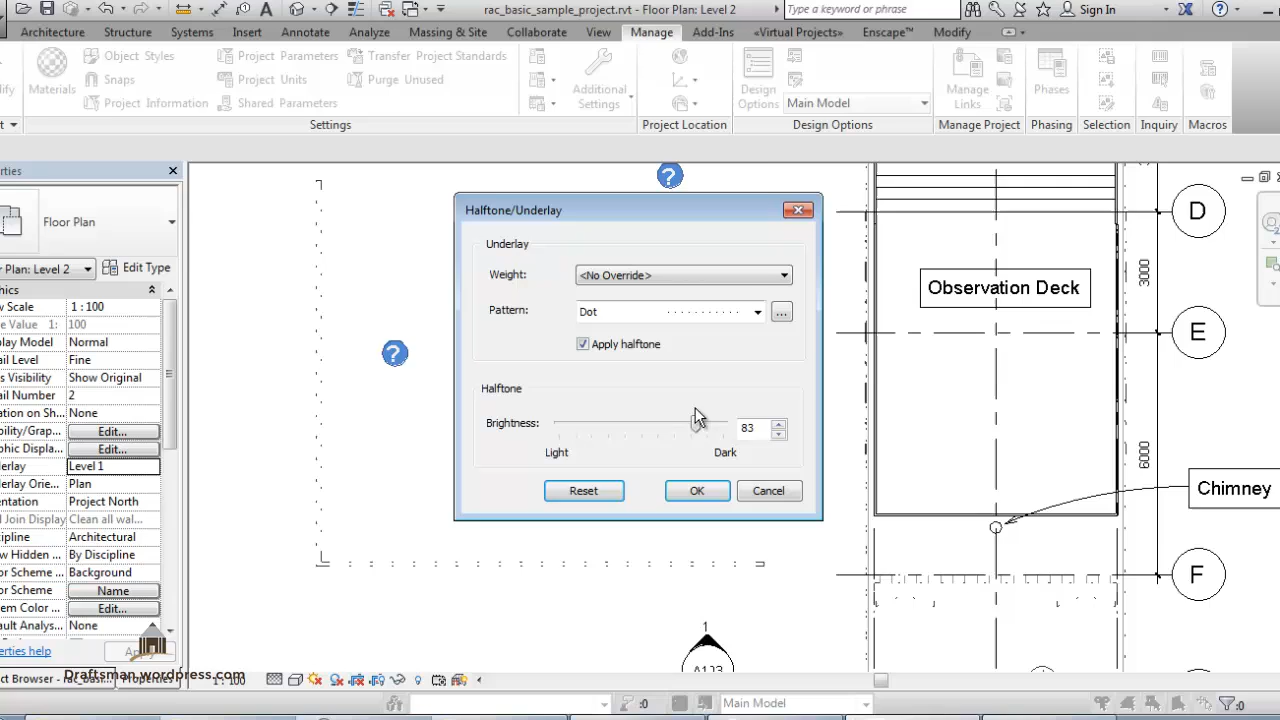 rac_basic_sample_project.rvt - Floor Plan: Level 2
Type a keyword or phrase
Sign In
Architecture Structure Systems Insert Annotate Analyze Massing & Site Collaborate View Manage Add-Ins «Virtual Projects» Enscape™ Modify
Object Styles
Snaps
Project Information
Project Parameters
Project Units
Shared Parameters
Transfer Project Standards
Purge Unused
Materials
Additional Settings
Design Options
Main Model
Manage Links
Phases
Settings
Project Location
Design Options
Manage Project
Phasing
Selection
Inquiry
Macros
Floor Plan
Edit Type
1 : 100
100
Normal
Fine
Show Original
2
None
Edit...
Edit...
Level 1
Plan
Project North
Clean all wal...
Architectural
By Discipline
Background
Name
Edit...
None
Draftsman.wordpress.com
1 : 100
Halftone/Underlay
Underlay
Weight: <No Override>
Pattern: Dot
Apply halftone
Halftone
Brightness: 83
Light Dark
Reset OK Cancel
Observation Deck
Chimney
D
E
F
3000
6000
1
:0
Main Model
:0